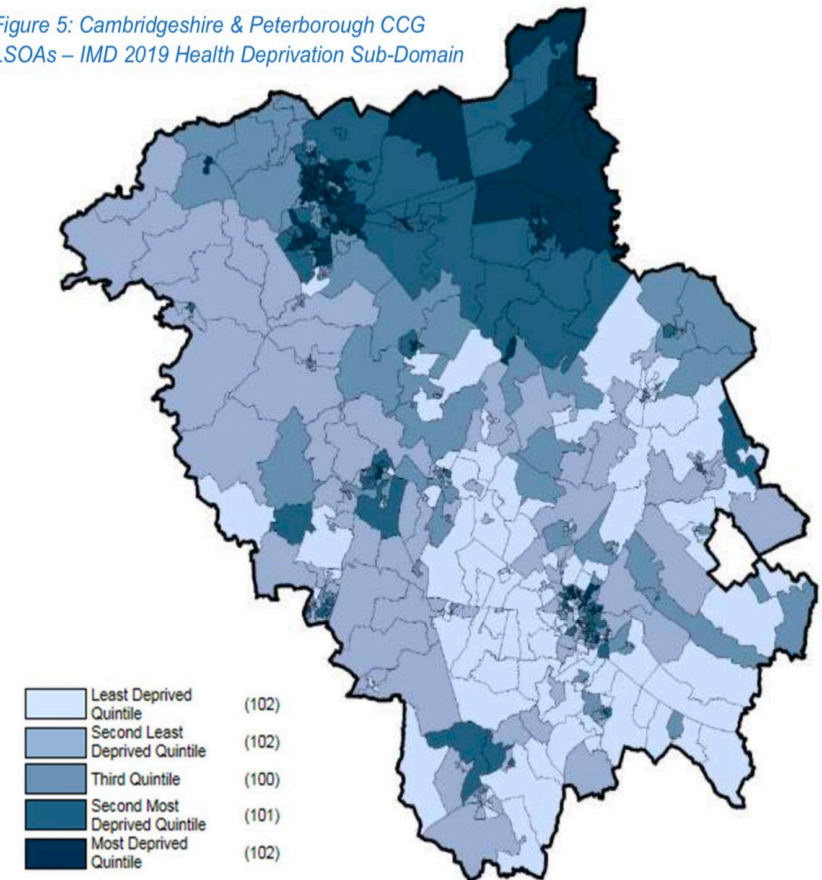 Figure 5: Cambridgeshire & Peterborough CCG
LSOAs – IMD 2019 Health Deprivation Sub-Domain
Least Deprived
Quintile (102)
Second Least
Deprived Quintile (102)
Third Quintile (100)
Second Most
Deprived Quintile (101)
Most Deprived
Quintile (102)